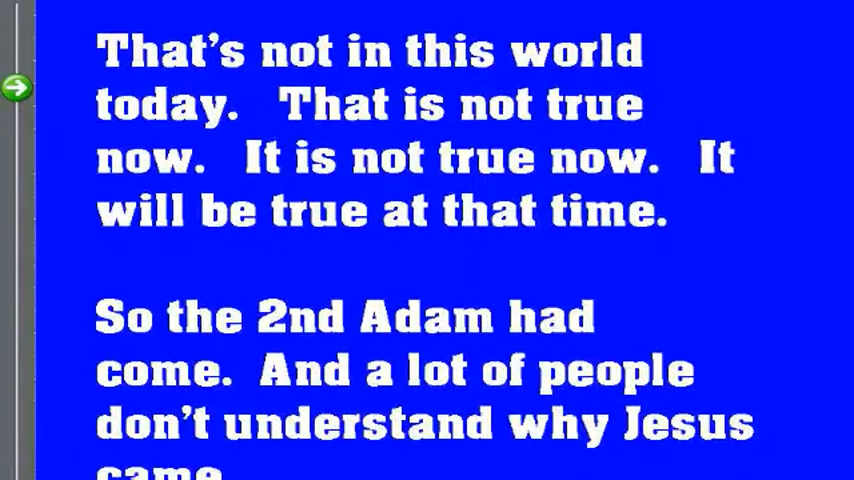 That's not in this world
today.   That is not true
now.   It is not true now.   It
will be true at that time.
So the 2nd Adam had
come.  And a lot of people
don't understand why Jesus
came